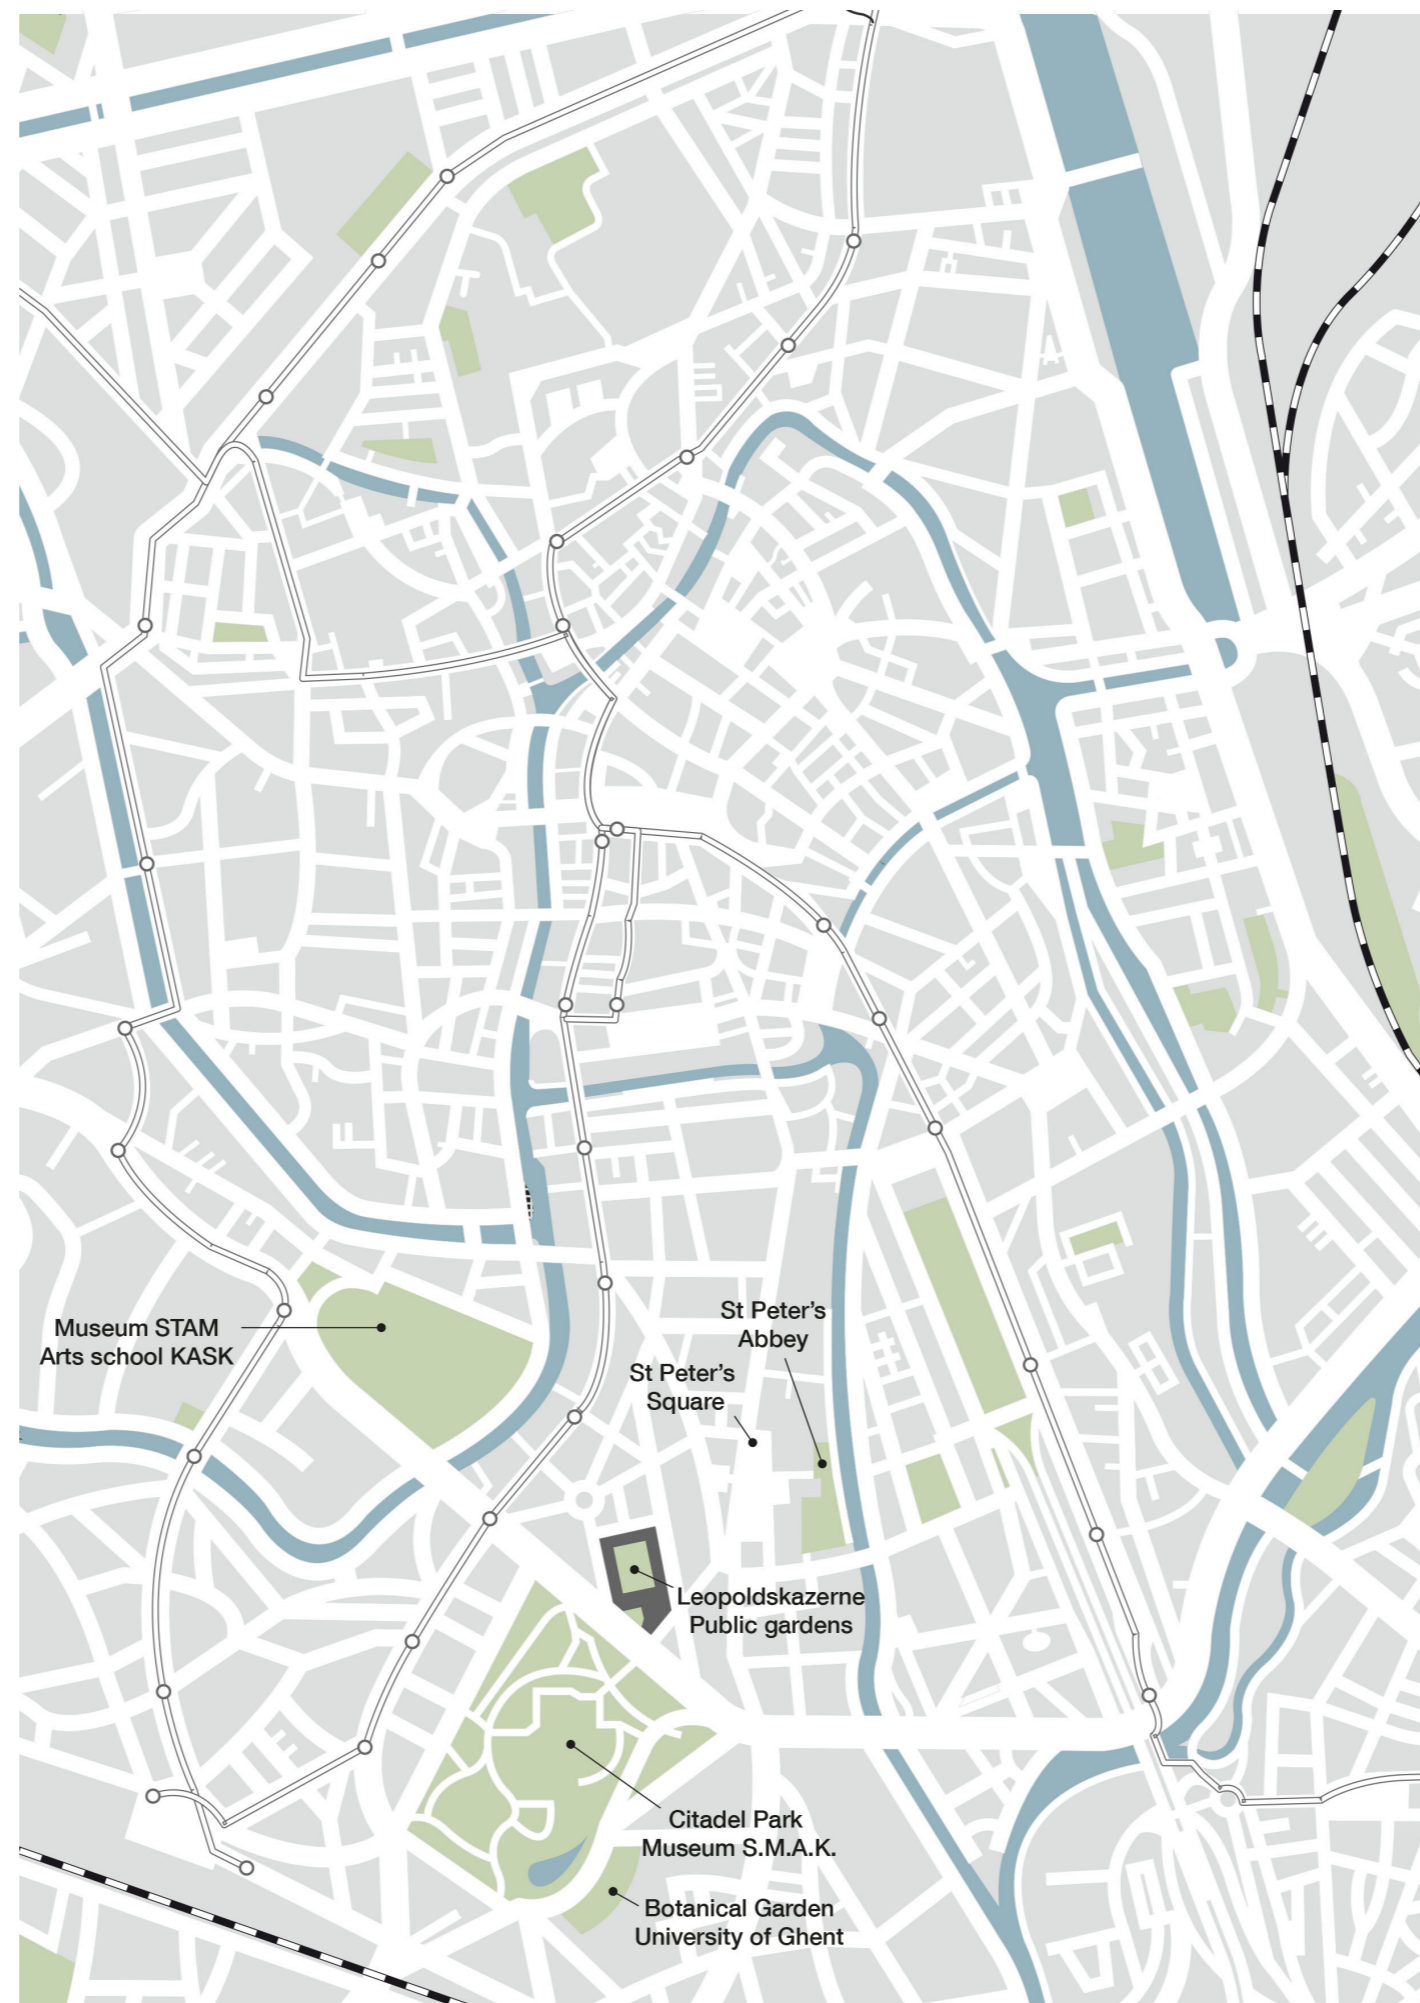 Museum STAM
Arts school KASK
St Peter’s
Abbey
St Peter’s
Square
Leopoldskazerne
Public gardens
Citadel Park
Museum S.M.A.K.
Botanical Garden
University of Ghent